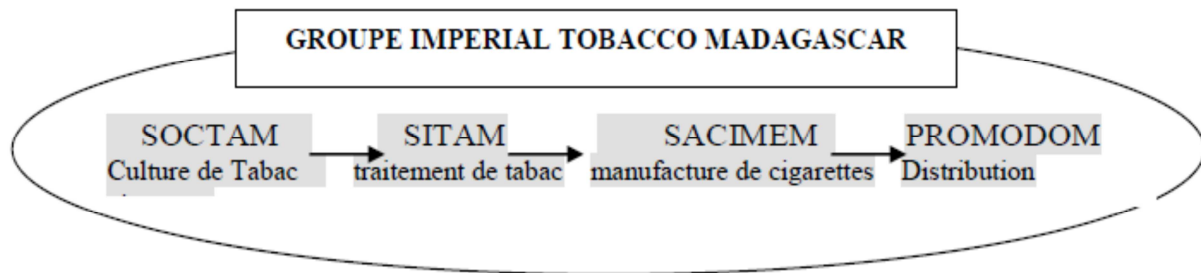 GROUPE IMPERIAL TOBACCO MADAGASCAR
SOCTAM SITAM SACIMEM PROMODOM
Culture de Tabac traitement de tabac manufacture de cigarettes Distribution